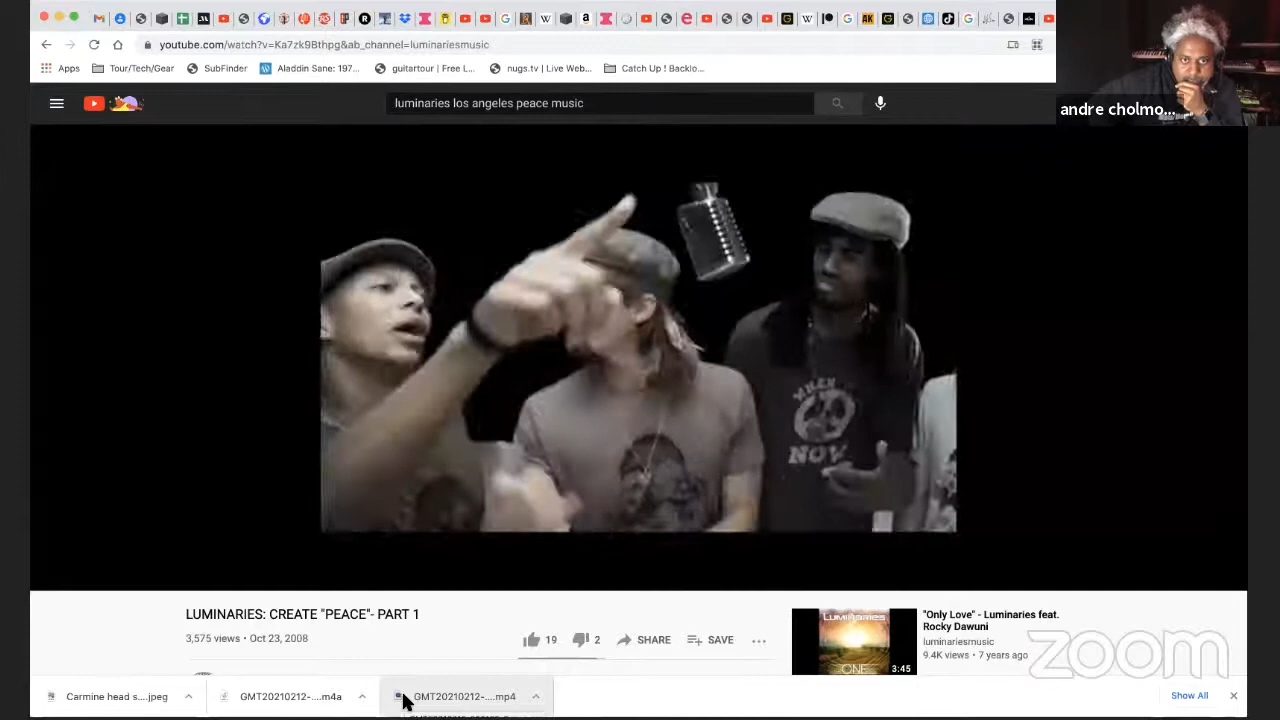 youtube.com/watch?v=Ka7zk9Bthpg&ab_channel=luminariesmusic
Apps Tour/Tech/Gear SubFinder Aladdin Sane: 197... guitartour | Free L... nugs.tv | Live Web... Catch Up ! Backlo...
luminaries los angeles peace music
andre cholmo...
NOW
LUMINARIES: CREATE "PEACE"- PART 1
3,575 views • Oct 23, 2008
19 2 SHARE SAVE
LUMINARIES
ONE
3:45
"Only Love" - Luminaries feat.
Rocky Dawuni
luminariesmusic
9.4K views • 7 years ago
zoom
Carmine head s....jpeg GMT20210212-....m4a GMT20210212-....mp4 Show All